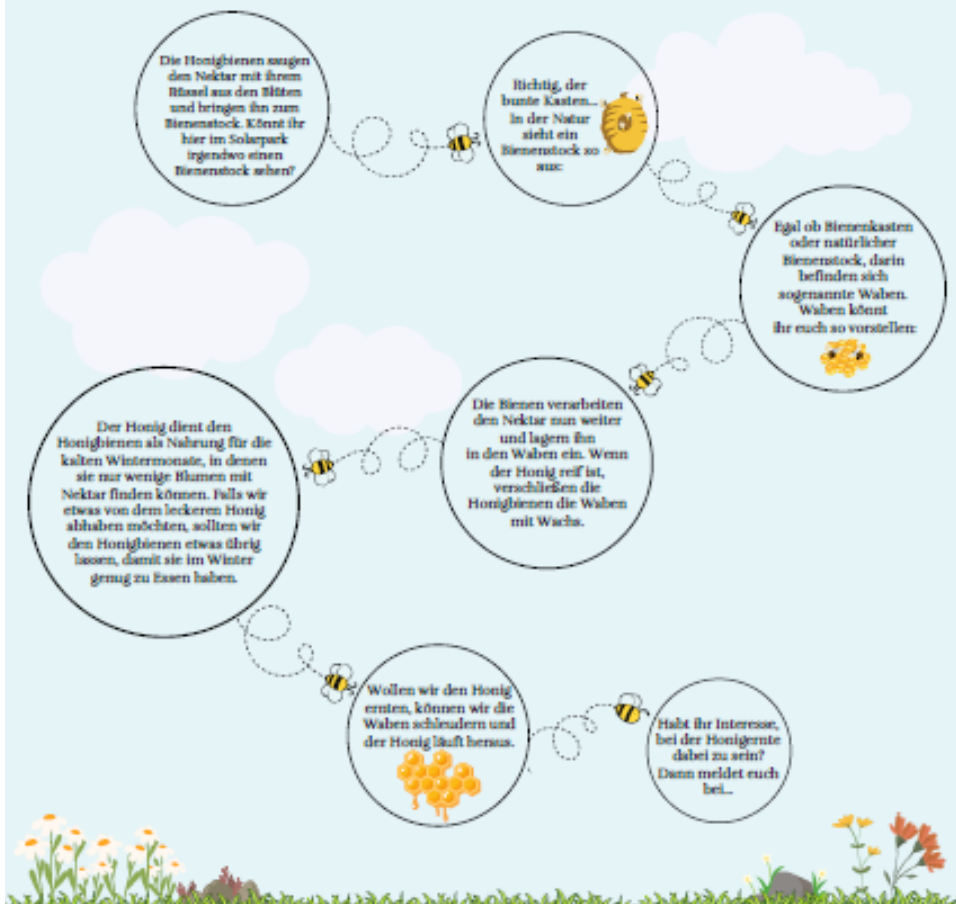 Die Honigbienen saugen
den Nektar mit ihrem
Rüssel aus den Blüten
und bringen ihn zum
Bienenstock. Könnt ihr
hier im Solarpark
irgendwo einen
Bienenstock sehen?
Richtig, der
bunte Kasten...
In der Natur
sieht ein
Bienenstock so
aus:
Egal ob Bienenkasten
oder natürlicher
Bienenstock, darin
befinden sich
sogenannte Waben.
Waben könnt
ihr euch so vorstellen:
Die Bienen verarbeiten
den Nektar nun weiter
und lagern ihn
in den Waben ein. Wenn
der Honig reif ist,
verschließen die
Honigbienen die Waben
mit Wachs.
Der Honig dient den
Honigbienen als Nahrung für die
kalten Wintermonate, in denen
sie nur wenige Blumen mit
Nektar finden können. Falls wir
etwas von dem leckeren Honig
abhaben möchten, sollten wir
den Honigbienen etwas übrig
lassen, damit sie im Winter
genug zu Essen haben.
Wollen wir den Honig
ernten, können wir die
Waben schleudern und
der Honig läuft heraus.
Habt ihr Interesse,
bei der Honigernte
dabei zu sein?
Dann meldet euch
bei...